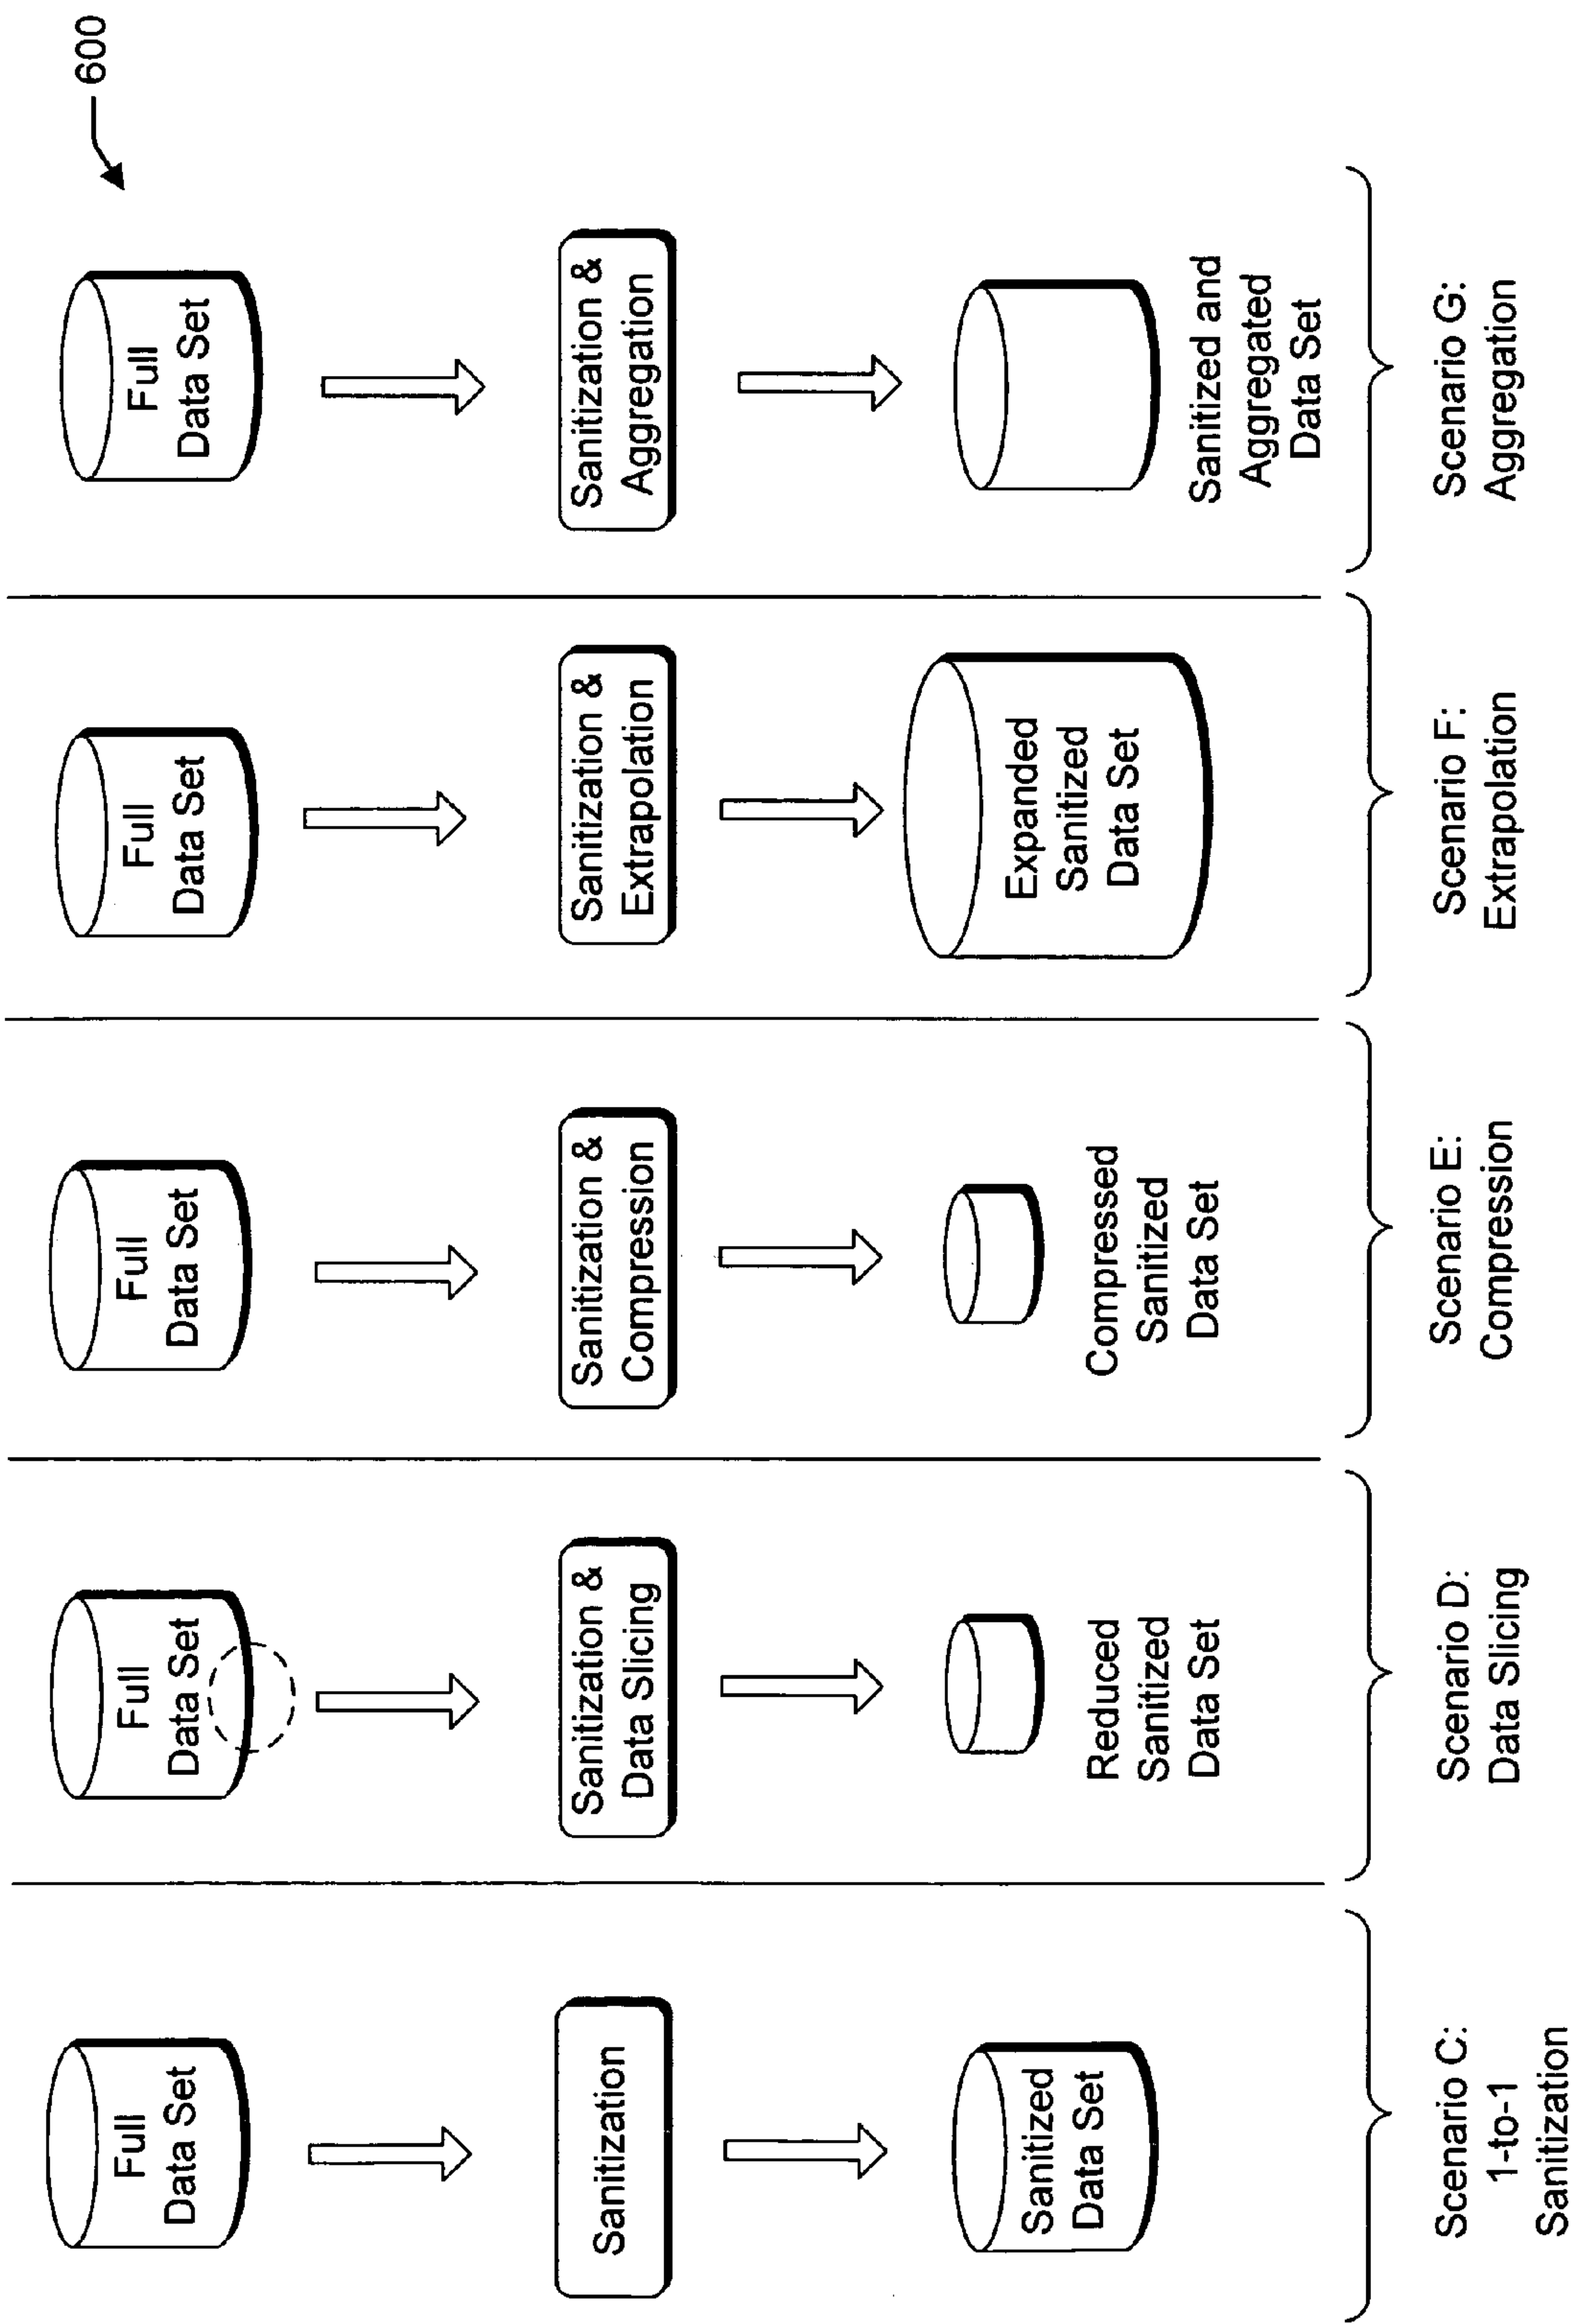 600
Full
Data Set
Sanitization
Sanitized
Data Set
Scenario C:
1-to-1
Sanitization
Full
Data Set
Sanitization &
Data Slicing
Reduced
Sanitized
Data Set
Scenario D:
Data Slicing
Full
Data Set
Sanitization &
Compression
Compressed
Sanitized
Data Set
Scenario E:
Compression
Full
Data Set
Sanitization &
Extrapolation
Expanded
Sanitized
Data Set
Scenario F:
Extrapolation
Full
Data Set
Sanitization &
Aggregation
Sanitized and
Aggregated
Data Set
Scenario G:
Aggregation